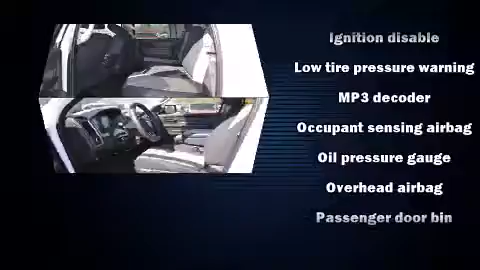 Ignition disable
Low tire pressure warning
MP3 decoder
Occupant sensing airbag
Oil pressure gauge
Overhead airbag
Passenger door bin